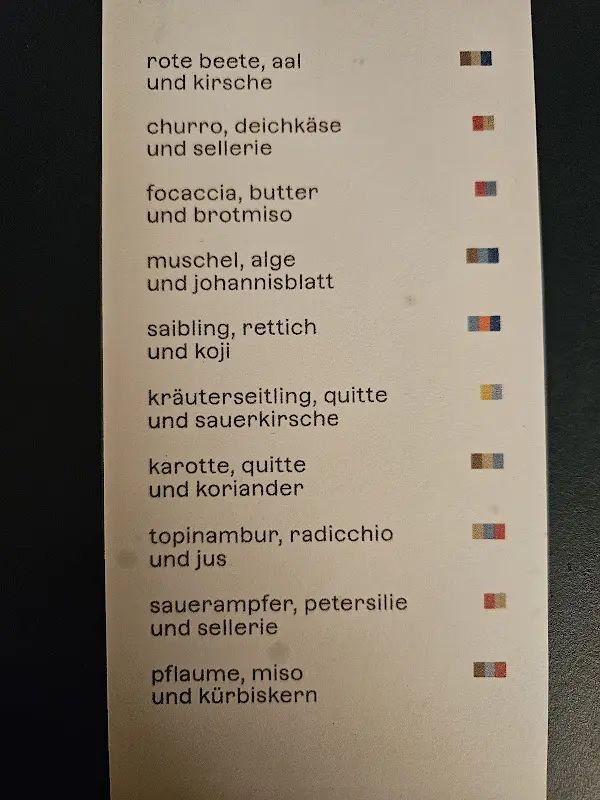 rote beete, aal
und kirsche
churro, deichkäse
und sellerie
focaccia, butter
und brotmiso
muschel, alge
und johannisblatt
saibling, rettich
und koji
kräuterseitling, quitte
und sauerkirsche
karotte, quitte
und koriander
topinambur, radicchio
und jus
sauerampfer, petersilie
und sellerie
pflaume, miso
und kürbiskern